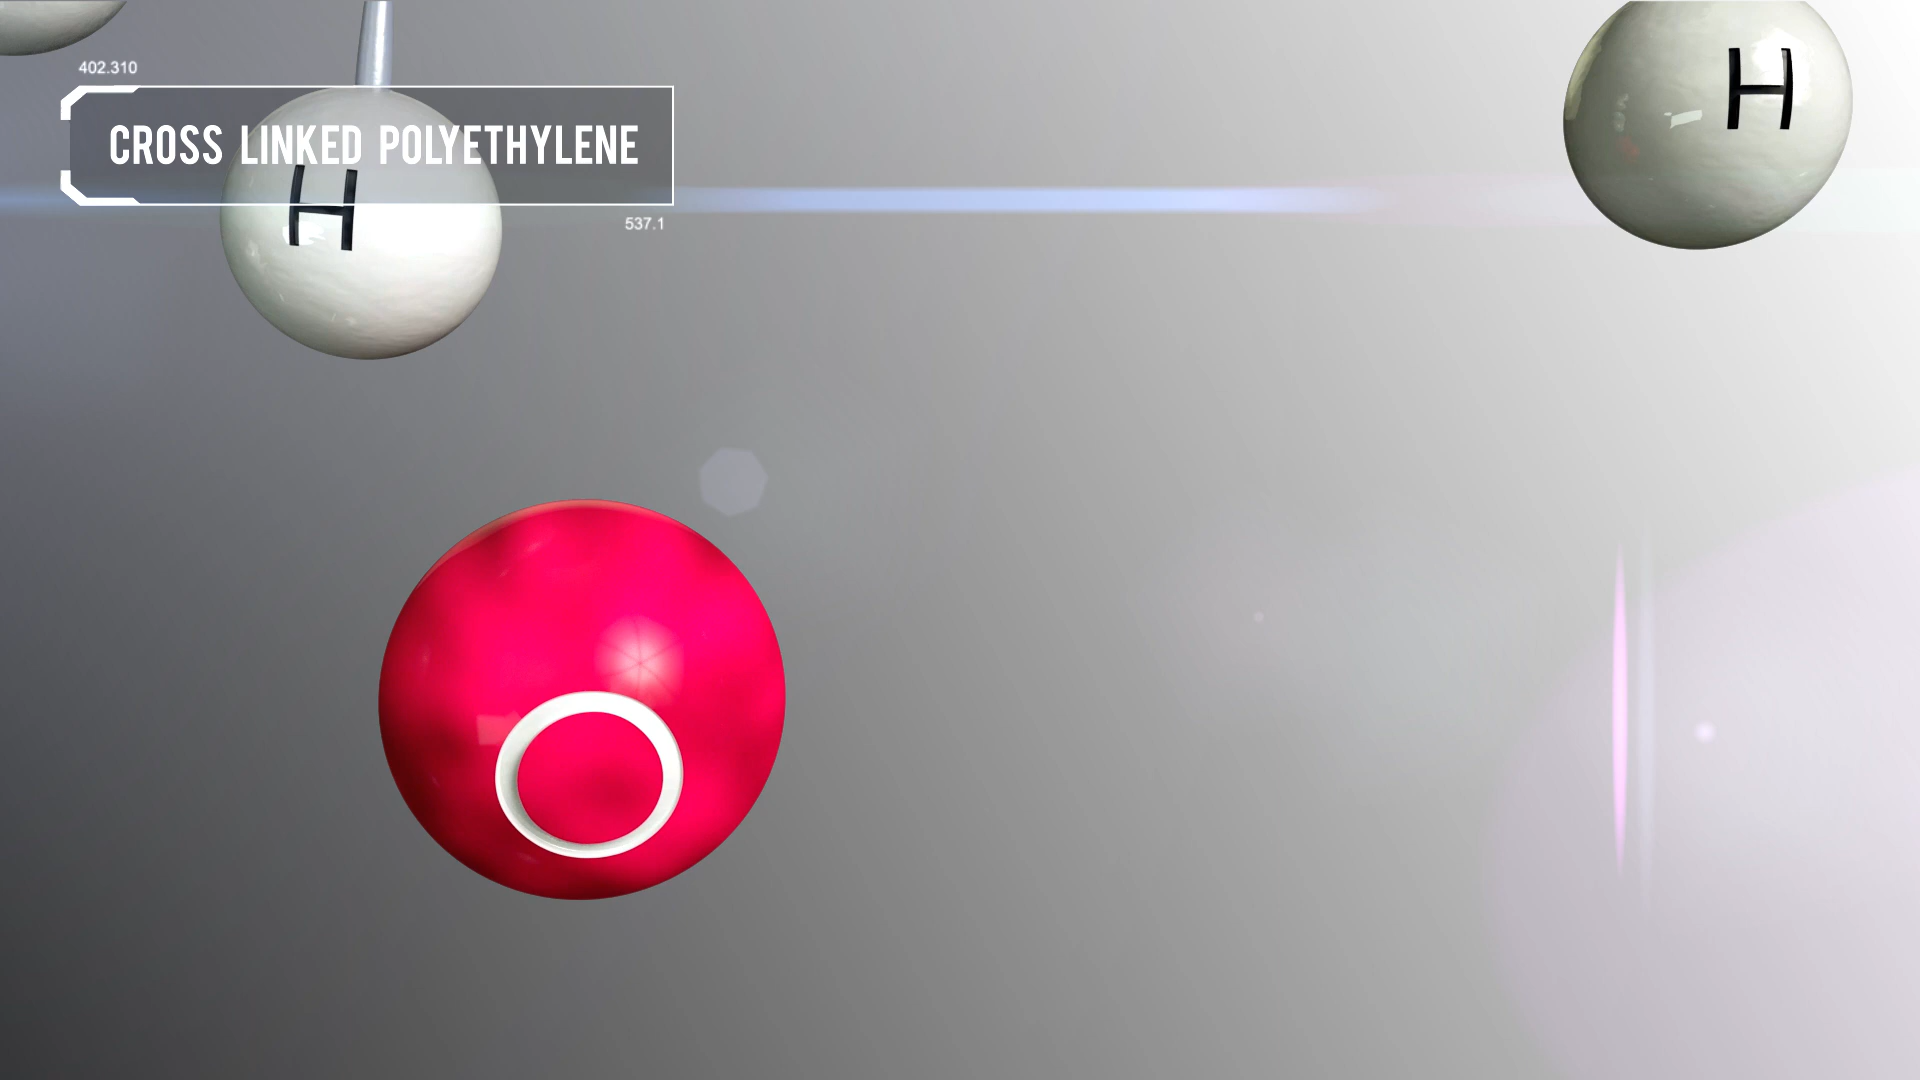 402.310
CROSS LINKED POLYETHYLENE
H
H
537.1
O